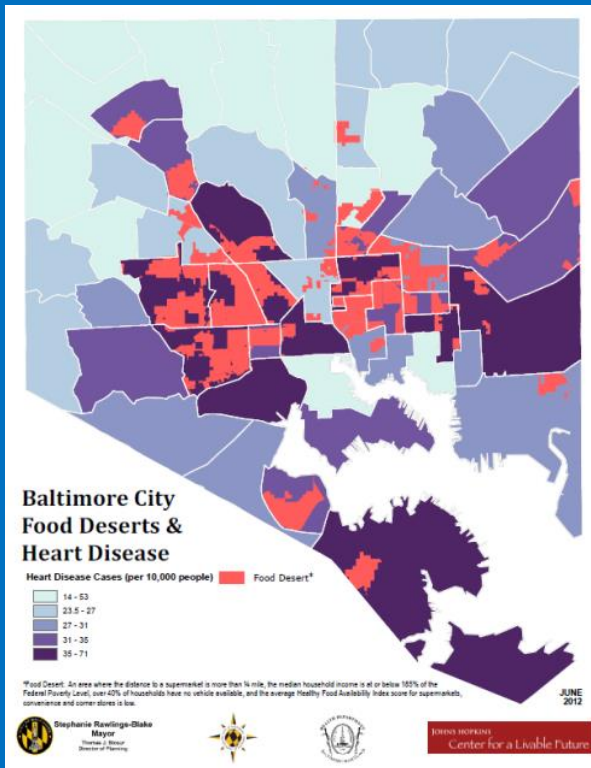 Baltimore City
Food Deserts &
Heart Disease
Heart Disease Cases (per 10,000 people)
Food Desert*
14 - 53
23.5 - 27
27 - 31
31 - 35
35 - 71
*Food Desert: An area where the distance to a supermarket is more than ¼ mile, the median household income is at or below 185% of the
Federal Poverty Level, over 40% of households have no vehicle available, and the average Healthy Food Availability Index score for supermarkets,
convenience and corner stores is low.
JUNE
2012
Stephanie Rawlings-Blake
Mayor
Thomas J. Stosur
Director of Planning
JOHNS HOPKINS
Center for a Livable Future